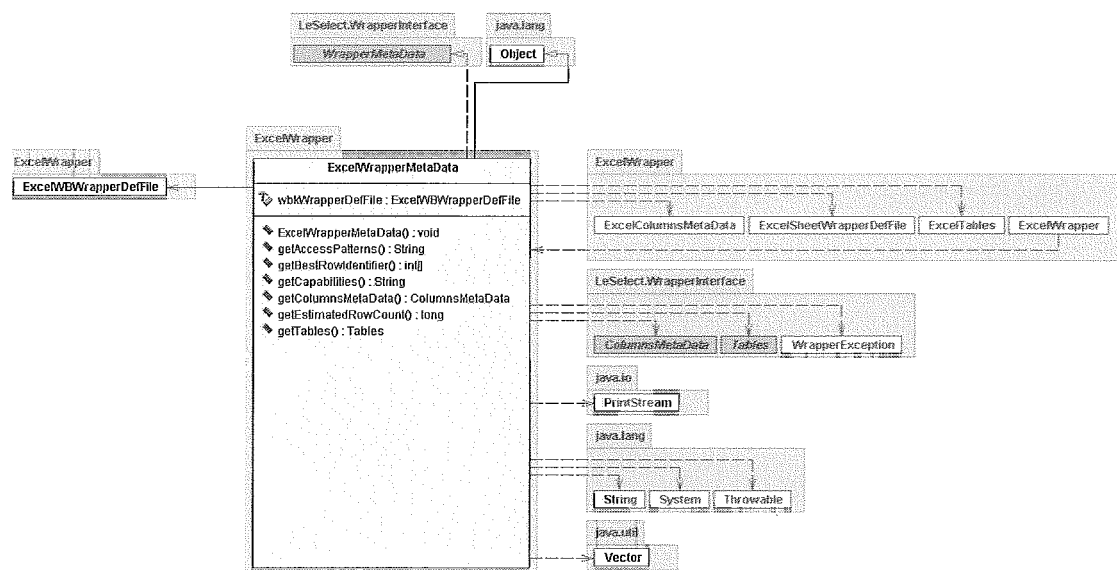 LeSelect.WrapperInterface
WrapperMetaData
java.lang
Object
ExcelWrapper
ExcelWBWrapperDefFile
ExcelWrapper
ExcelWrapperMetaData
wbkWrapperDefFile : ExcelWBWrapperDefFile
ExcelWrapperMetaData() : void
getAccessPatterns() : String
getBestRowIdentifier() : int[]
getCapabilities() : String
getColumnsMetaData() : ColumnsMetaData
getEstimatedRowCount() : long
getTables() : Tables
ExcelWrapper
ExcelColumnsMetaData
ExcelSheetWrapperDefFile
ExcelTables
ExcelWrapper
LeSelect.WrapperInterface
ColumnsMetaData
Tables
WrapperException
java.io
PrintStream
java.lang
String
System
Throwable
java.util
Vector